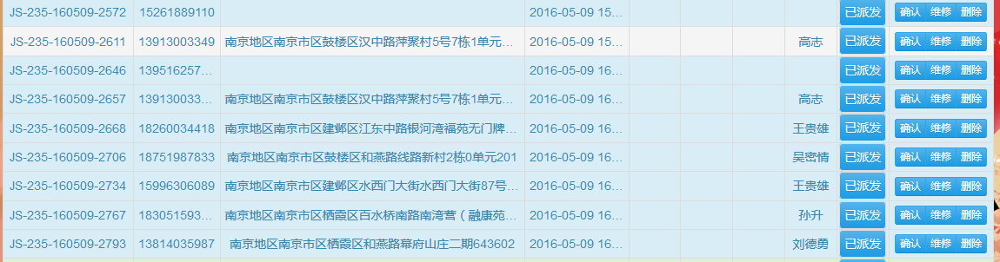 JS-235-160509-2572 15261889110 2016-05-09 15... 已派发 确认 维修 删除
JS-235-160509-2611 13913003349 南京地区南京市区鼓楼区汉中路萍聚村5号7栋1单元... 2016-05-09 15... 高志 已派发 确认 维修 删除
JS-235-160509-2646 139516257... 2016-05-09 16... 已派发 确认 维修 删除
JS-235-160509-2657 139130033... 南京地区南京市区鼓楼区汉中路萍聚村5号7栋1单元... 2016-05-09 16... 高志 已派发 确认 维修 删除
JS-235-160509-2668 18260034418 南京地区南京市区建邺区江东中路银河湾福苑无门牌... 2016-05-09 16... 王贵雄 已派发 确认 维修 删除
JS-235-160509-2706 18751987833 南京地区南京市区鼓楼区和燕路线路新村2栋0单元201 2016-05-09 16... 吴密情 已派发 确认 维修 删除
JS-235-160509-2734 15996306089 南京地区南京市区建邺区水西门大街水西门大街87号... 2016-05-09 16... 王贵雄 已派发 确认 维修 删除
JS-235-160509-2767 183051593... 南京地区南京市区栖霞区百水桥南路南湾营（融康苑... 2016-05-09 16... 孙升 已派发 确认 维修 删除
JS-235-160509-2793 13814035987 南京地区南京市区栖霞区和燕路幕府山庄二期643602 2016-05-09 16... 刘德勇 已派发 确认 维修 删除